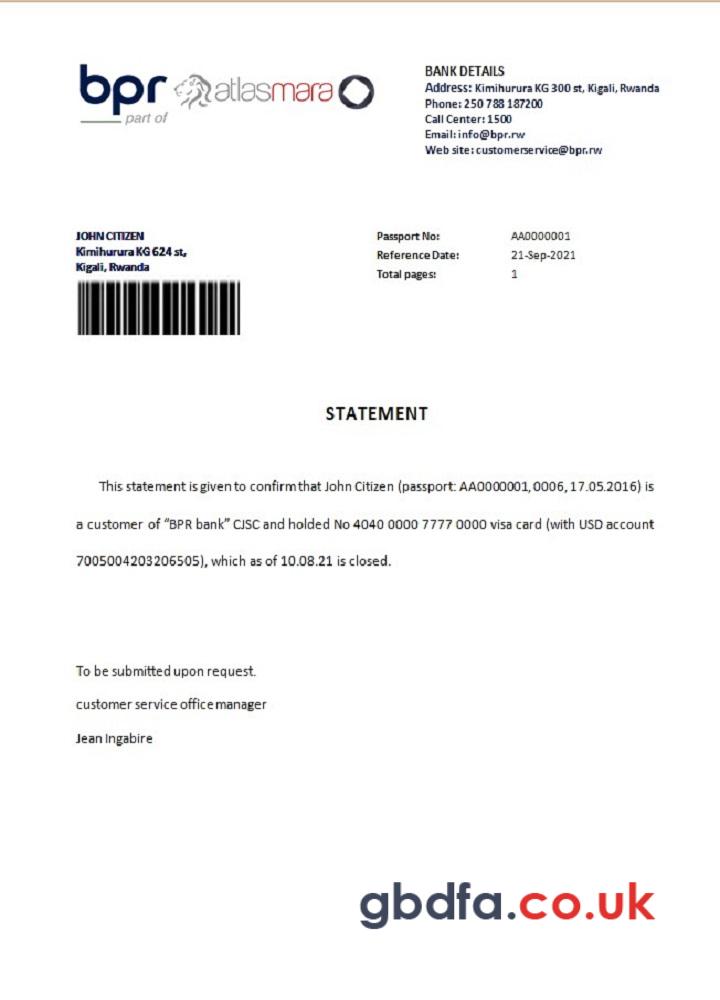 bpr atlasmara
part of
BANK DETAILS
Address: Kimihurura KG 300 st, Kigali, Rwanda
Phone: 250 788 187200
Call Center: 1500
Email: info@bpr.rw
Web site: customerservice@bpr.rw
JOHN CITIZEN
Kimihurura KG 624 st,
Kigali, Rwanda
Passport No: AA0000001
Reference Date: 21-Sep-2021
Total pages: 1
STATEMENT
This statement is given to confirm that John Citizen (passport: AA0000001, 0006, 17.05.2016) is
a customer of "BPR bank" CJSC and holded No 4040 0000 7777 0000 visa card (with USD account
7005004203206505), which as of 10.08.21 is closed.
To be submitted upon request.
customer service office manager
Jean Ingabire
gbdfa.co.uk